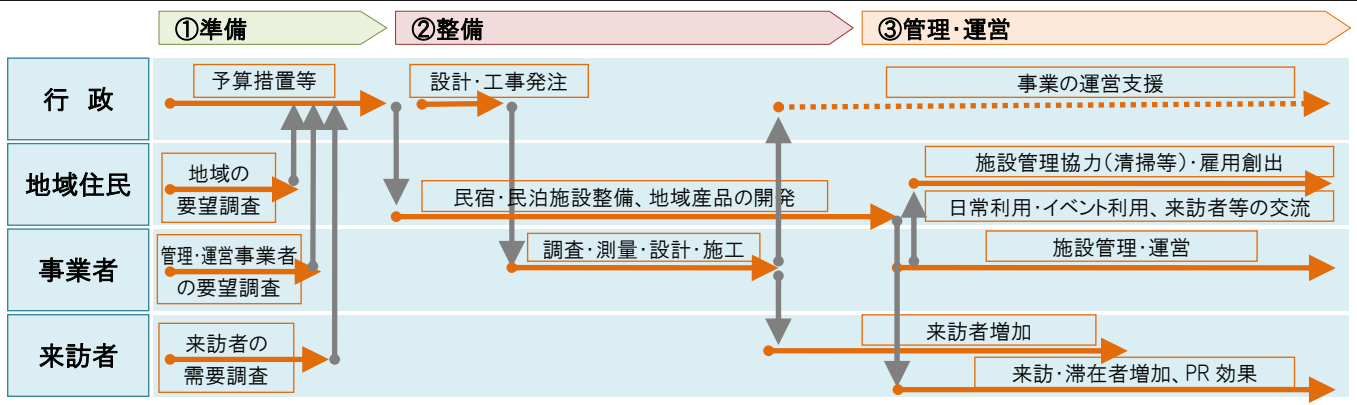 ①準備
②整備
③管理・運営
行 政
予算措置等
設計・工事発注
事業の運営支援
地域住民
地域の
要望調査
民宿・民泊施設整備、地域産品の開発
施設管理協力(清掃等)・雇用創出
日常利用・イベント利用、来訪者等の交流
事業者
管理・運営事業者
の要望調査
調査・測量・設計・施工
施設管理・運営
来訪者
来訪者の
需要調査
来訪者増加
来訪・滞在者増加、PR 効果